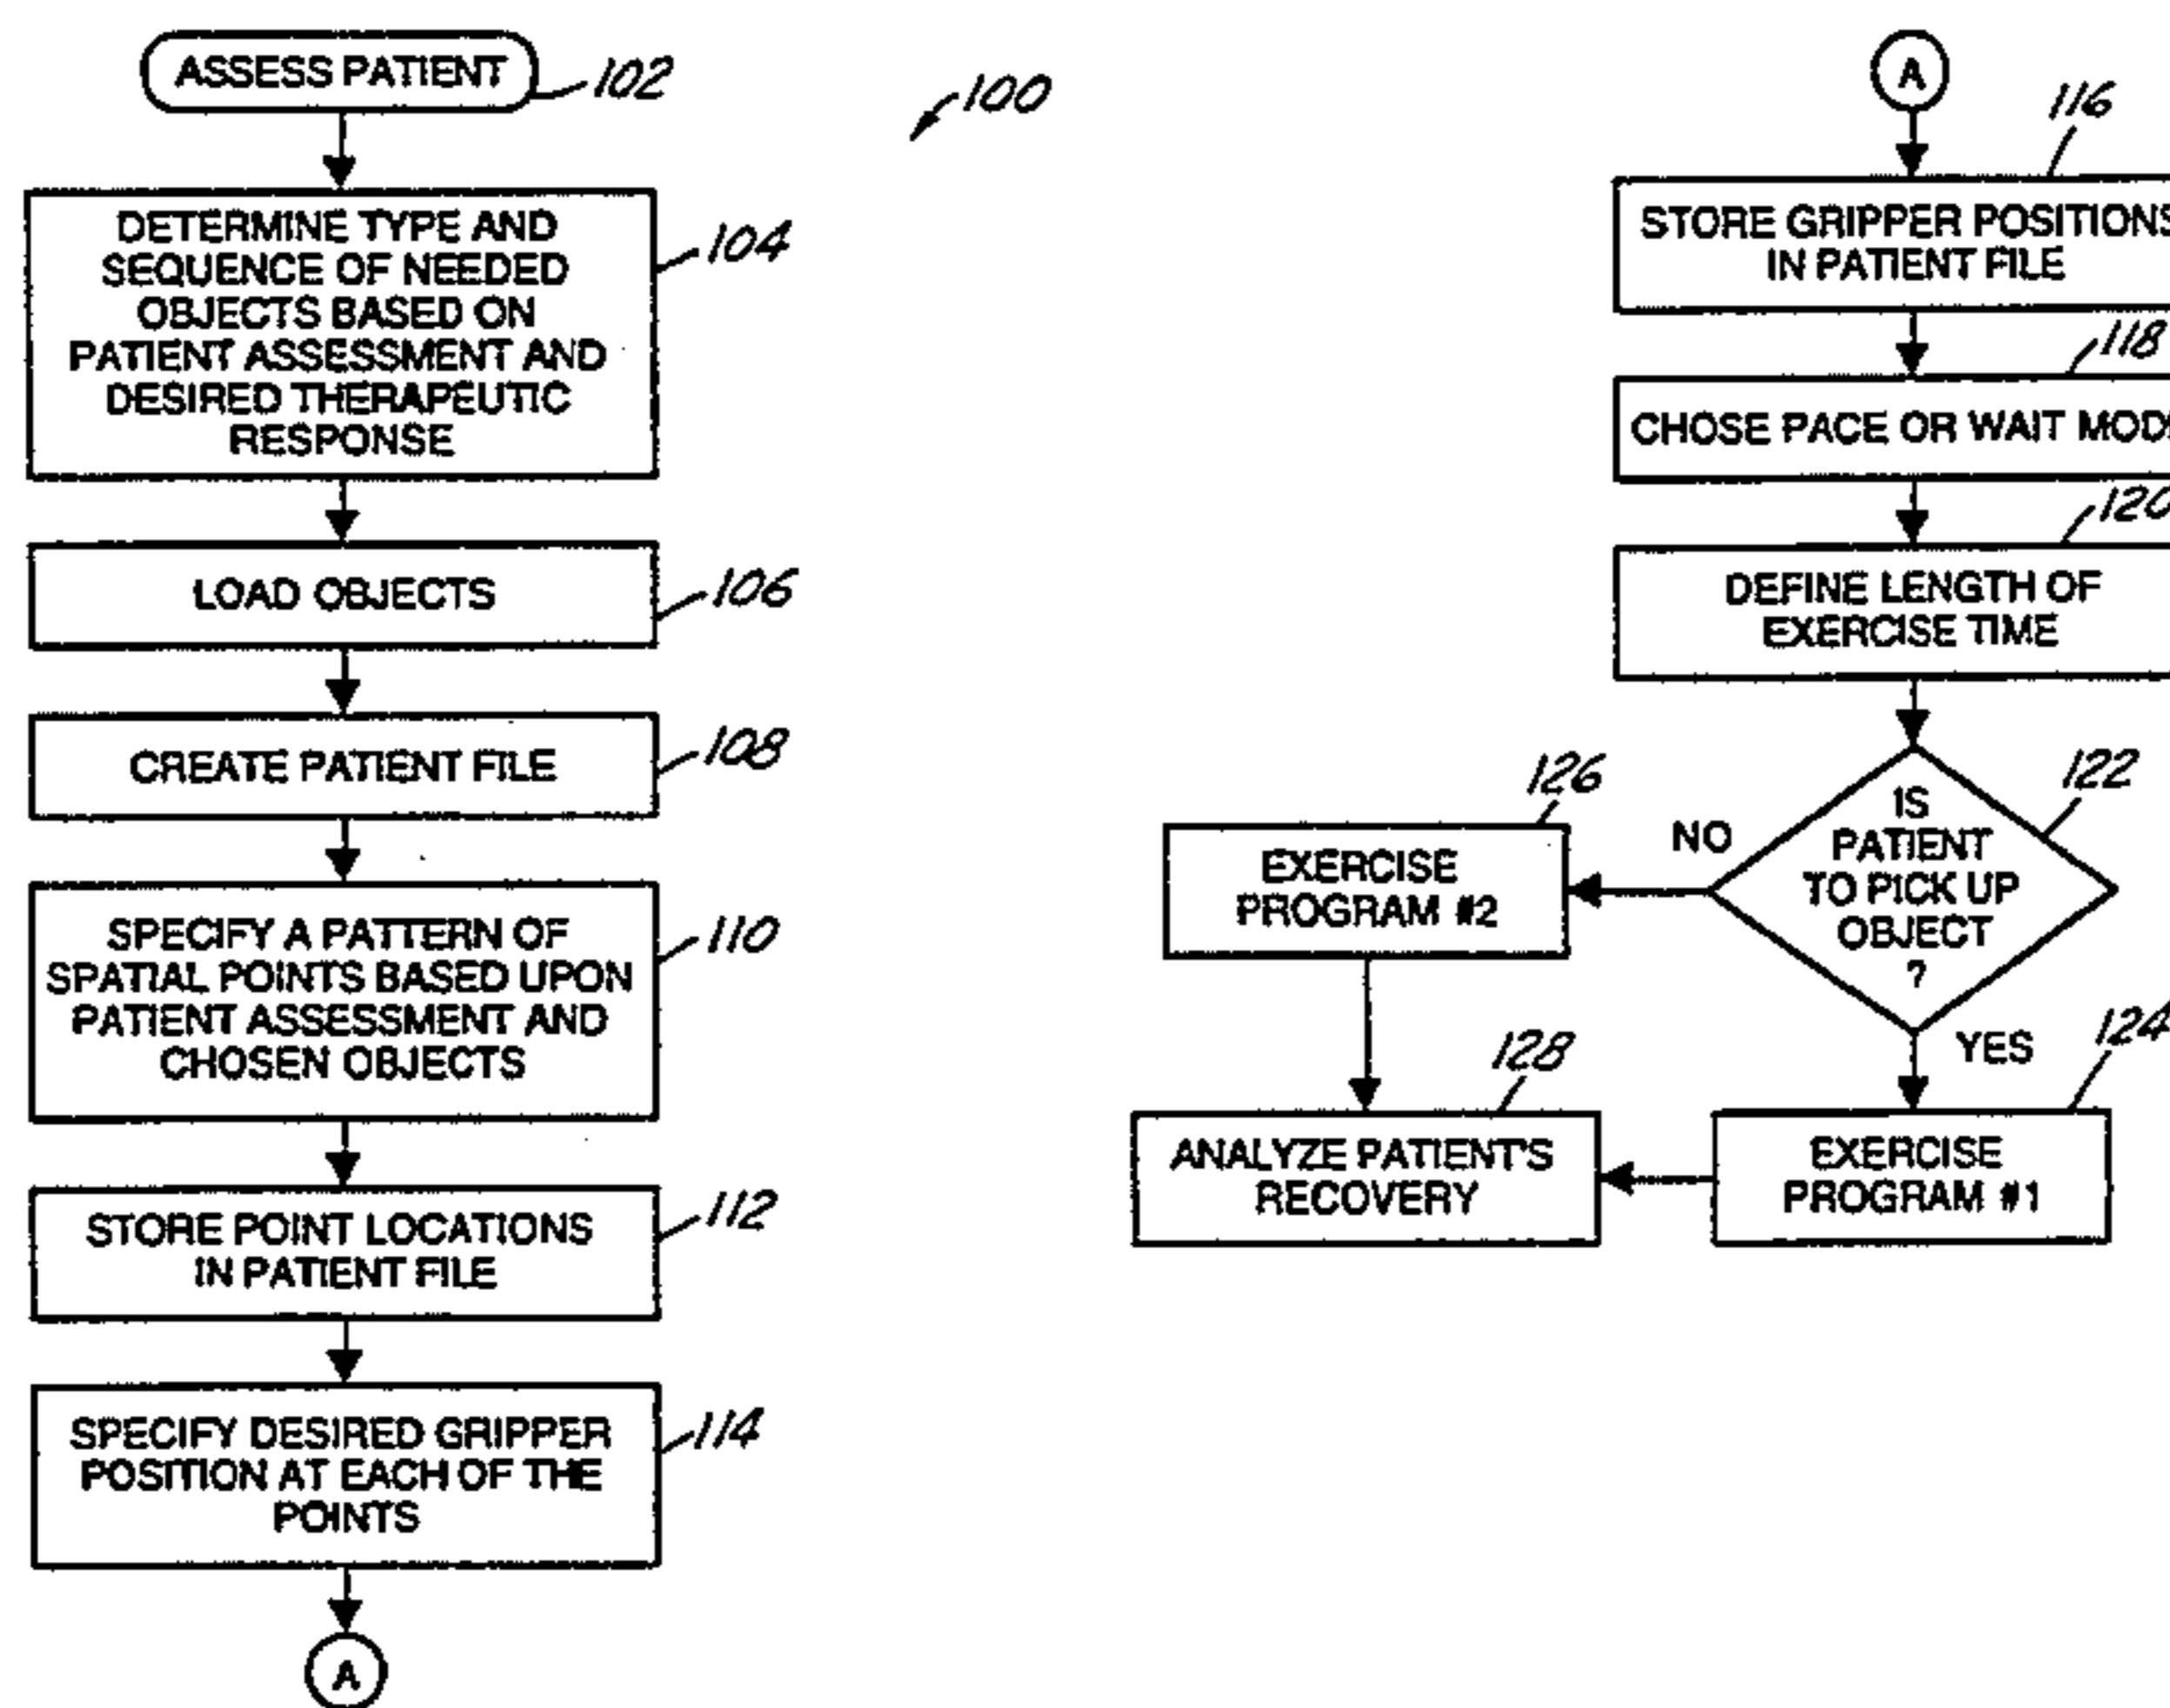 ASSESS PATIENT
102
100
DETERMINE TYPE AND
SEQUENCE OF NEEDED
OBJECTS BASED ON
PATIENT ASSESSMENT AND
DESIRED THERAPEUTIC
RESPONSE
104
LOAD OBJECTS
106
CREATE PATIENT FILE
108
SPECIFY A PATTERN OF
SPATIAL POINTS BASED UPON
PATIENT ASSESSMENT AND
CHOSEN OBJECTS
110
STORE POINT LOCATIONS
IN PATIENT FILE
112
SPECIFY DESIRED GRIPPER
POSITION AT EACH OF THE
POINTS
114
A
A
116
STORE GRIPPER POSITIONS
IN PATIENT FILE
118
CHOSE PACE OR WAIT MODE
120
DEFINE LENGTH OF
EXERCISE TIME
122
IS
PATIENT
TO PICK UP
OBJECT
?
NO
126
EXERCISE
PROGRAM #2
YES
124
EXERCISE
PROGRAM #1
128
ANALYZE PATIENT'S
RECOVERY